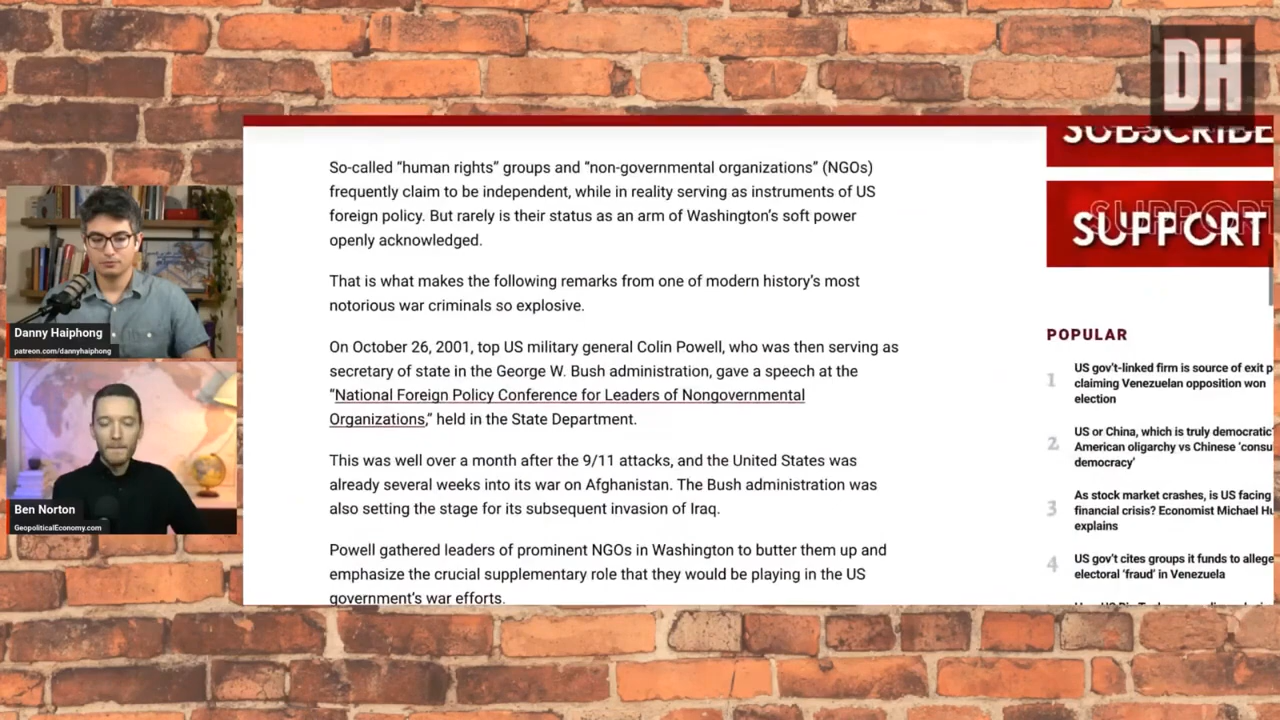 DH
SUBSCRIBE
SUPPORT
SUPPORT
So-called “human rights” groups and “non-governmental organizations” (NGOs)
frequently claim to be independent, while in reality serving as instruments of US
foreign policy. But rarely is their status as an arm of Washington’s soft power
openly acknowledged.
That is what makes the following remarks from one of modern history’s most
notorious war criminals so explosive.
On October 26, 2001, top US military general Colin Powell, who was then serving as
secretary of state in the George W. Bush administration, gave a speech at the
“National Foreign Policy Conference for Leaders of Nongovernmental
Organizations,” held in the State Department.
This was well over a month after the 9/11 attacks, and the United States was
already several weeks into its war on Afghanistan. The Bush administration was
also setting the stage for its subsequent invasion of Iraq.
Powell gathered leaders of prominent NGOs in Washington to butter them up and
emphasize the crucial supplementary role that they would be playing in the US
government’s war efforts.
POPULAR
1 US gov’t-linked firm is source of exit p
claiming Venezuelan opposition won
election
2 US or China, which is truly democratic?
American oligarchy vs Chinese ‘consu
democracy’
3 As stock market crashes, is US facing
financial crisis? Economist Michael Hu
explains
4 US gov’t cites groups it funds to allege
electoral ‘fraud’ in Venezuela
Danny Haiphong
patreon.com/dannyhaiphong
Ben Norton
GeopoliticalEconomy.com